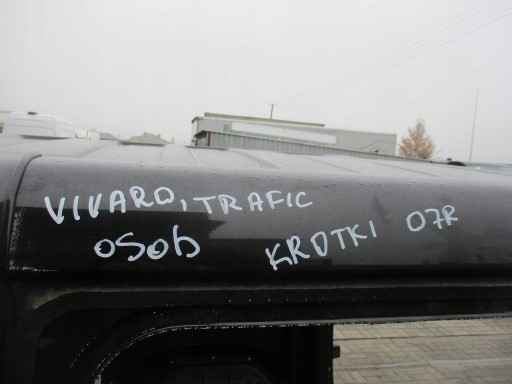 VIVARO, TRAFIC
OSOb KROTKI 07R